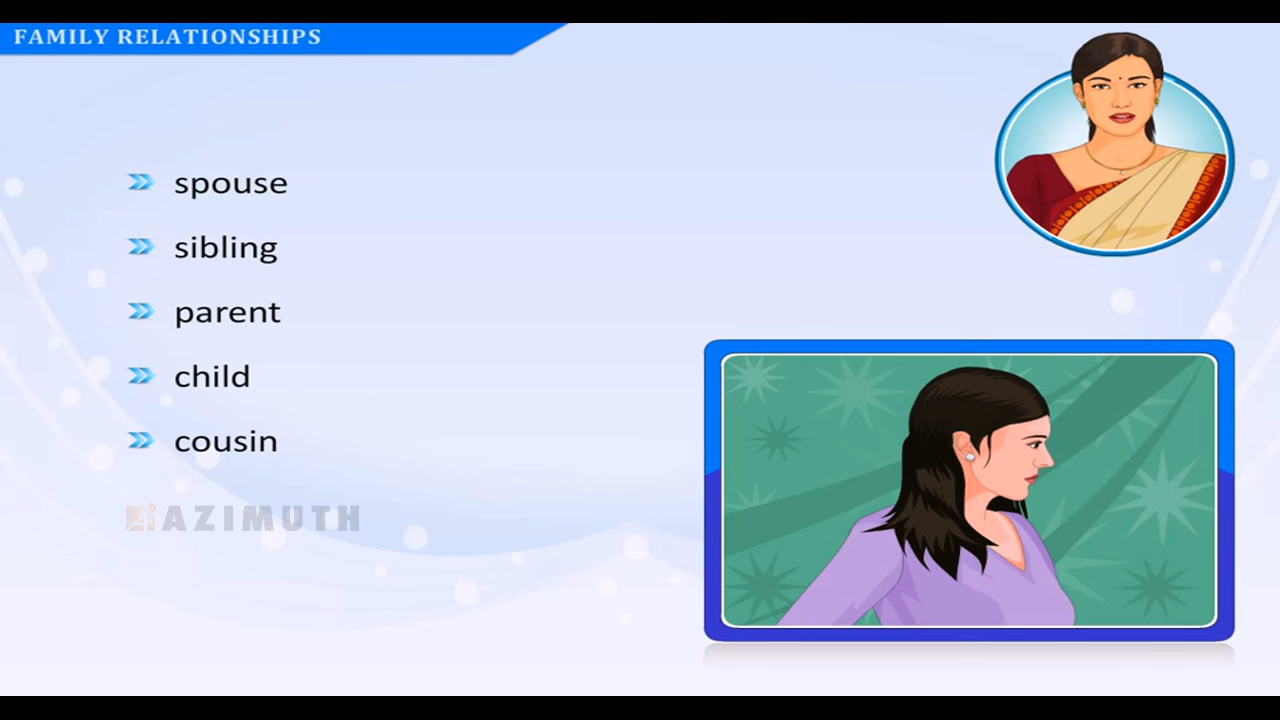 FAMILY RELATIONSHIPS
spouse
sibling
parent
child
cousin
AZIMUTH